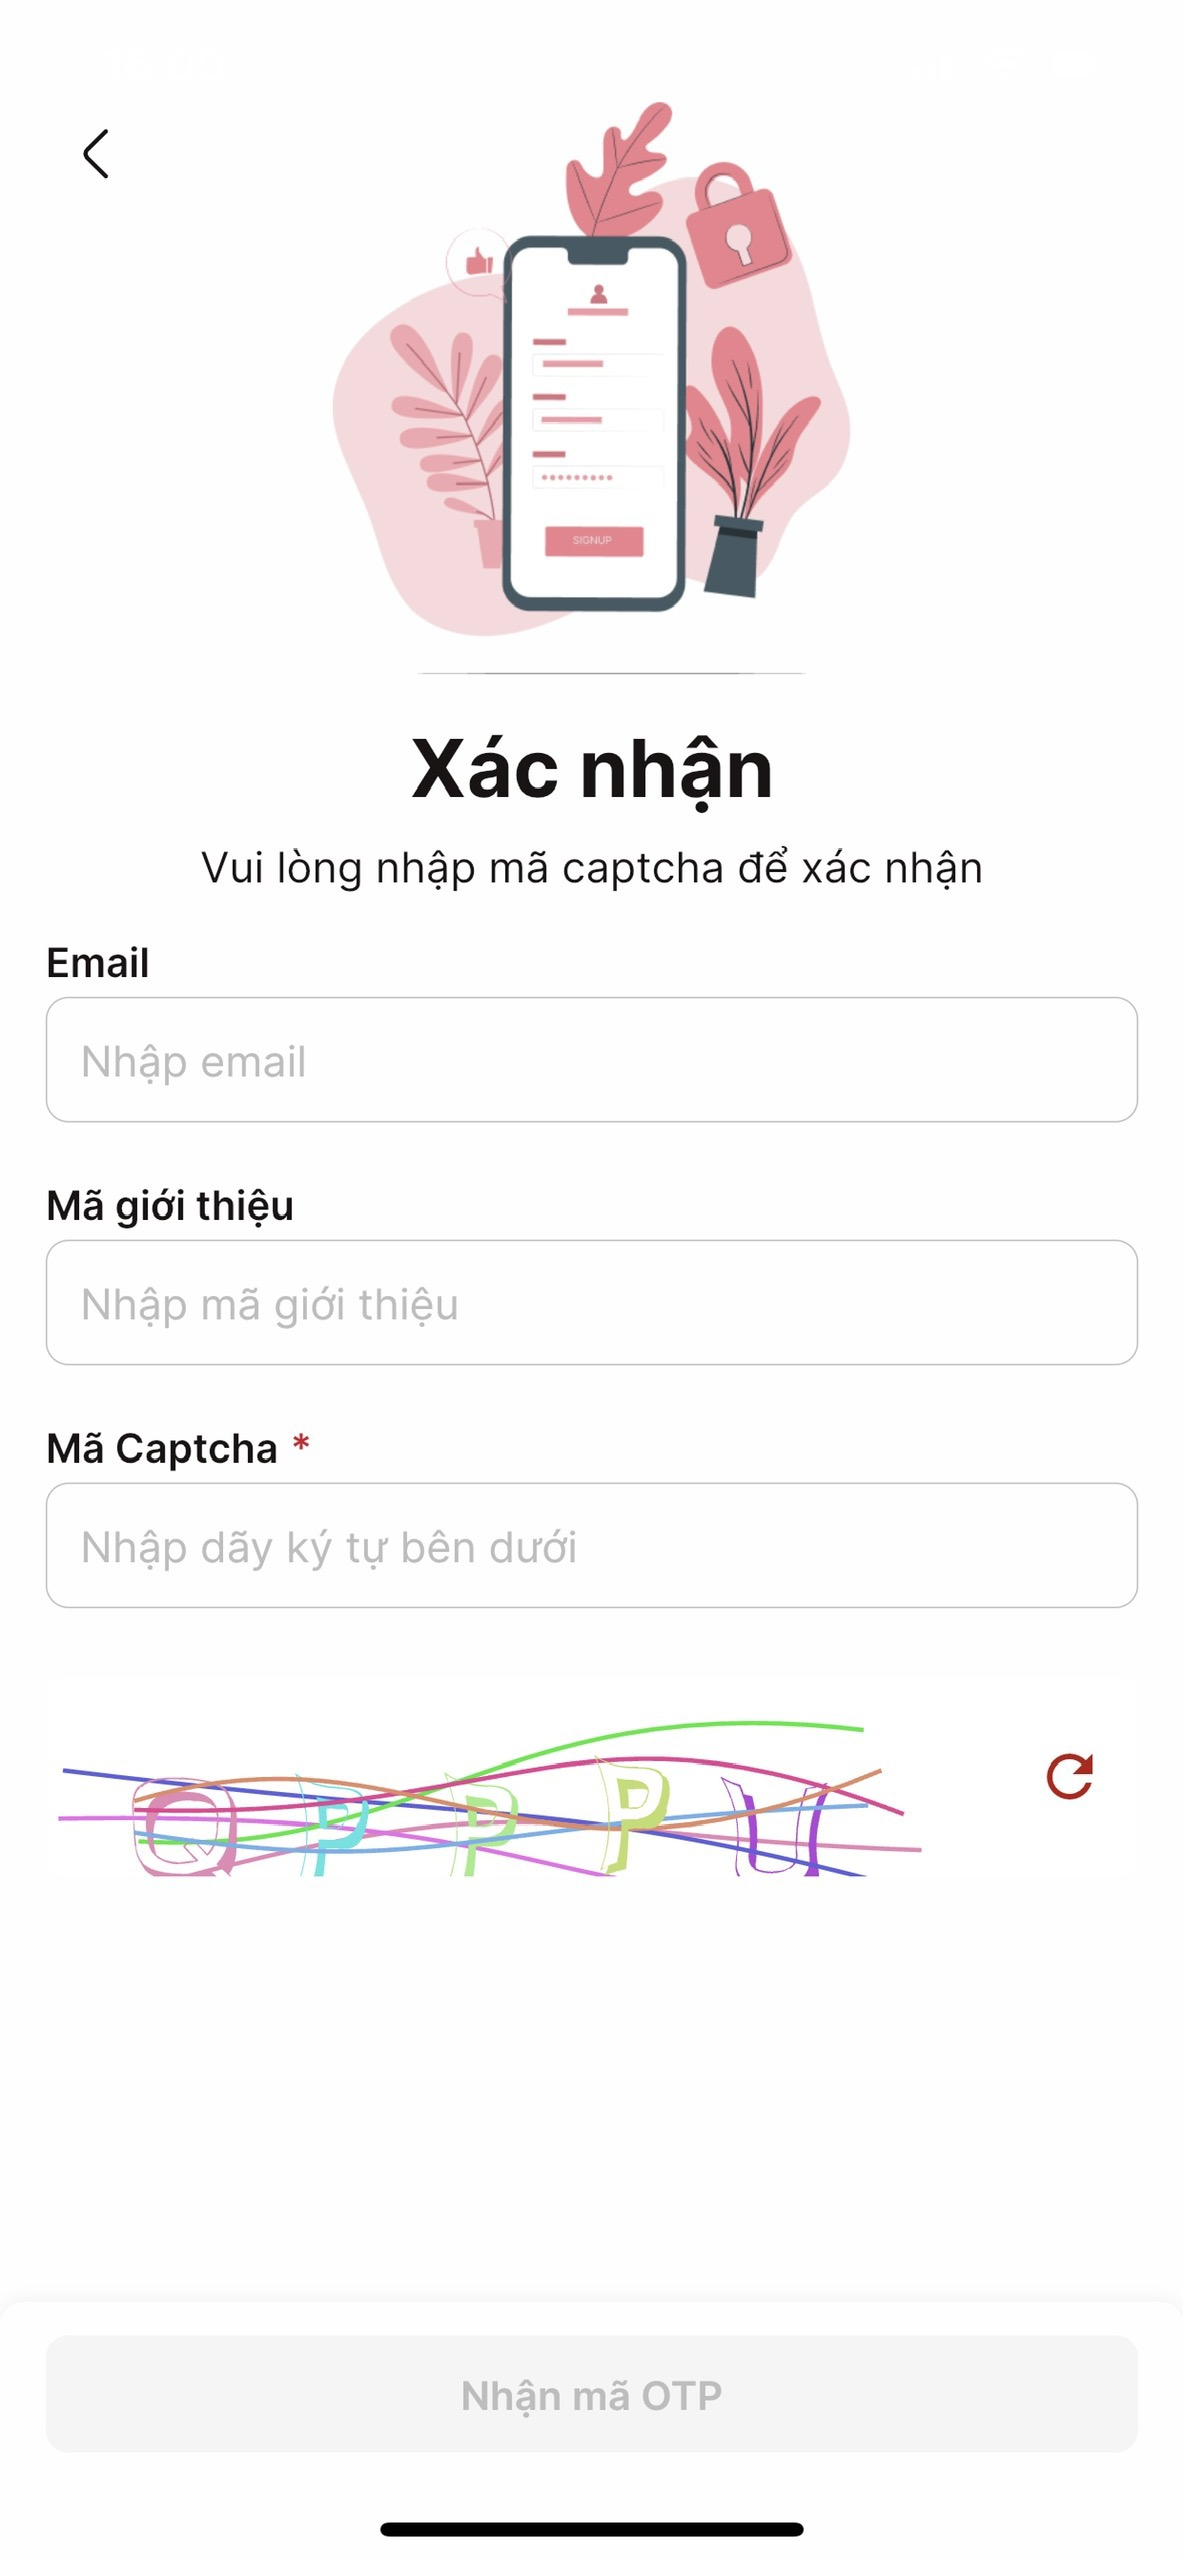 SIGNUP
Xác nhận
Vui lòng nhập mã captcha để xác nhận
Email
Nhập email
Mã giới thiệu
Nhập mã giới thiệu
Mã Captcha *
Nhập dãy ký tự bên dưới
Nhận mã OTP